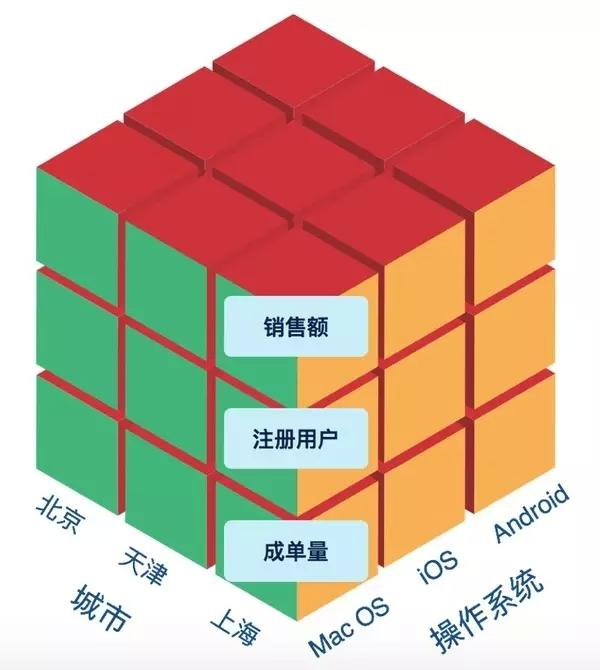 销售额
注册用户
成单量
北京
天津
上海
城市
Mac OS
iOS
Android
操作系统